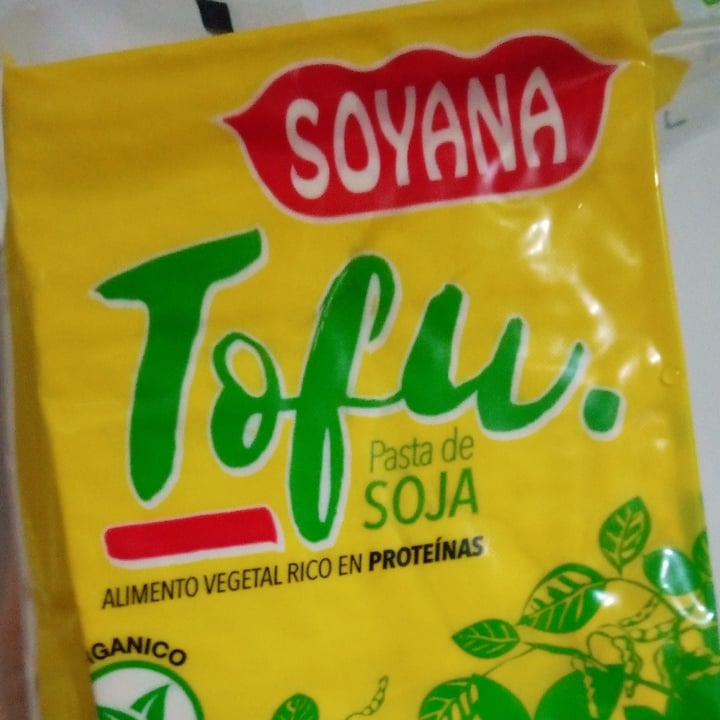 SOYANA
Tofu.
Pasta de
SOJA
ALIMENTO VEGETAL RICO EN PROTEÍNAS